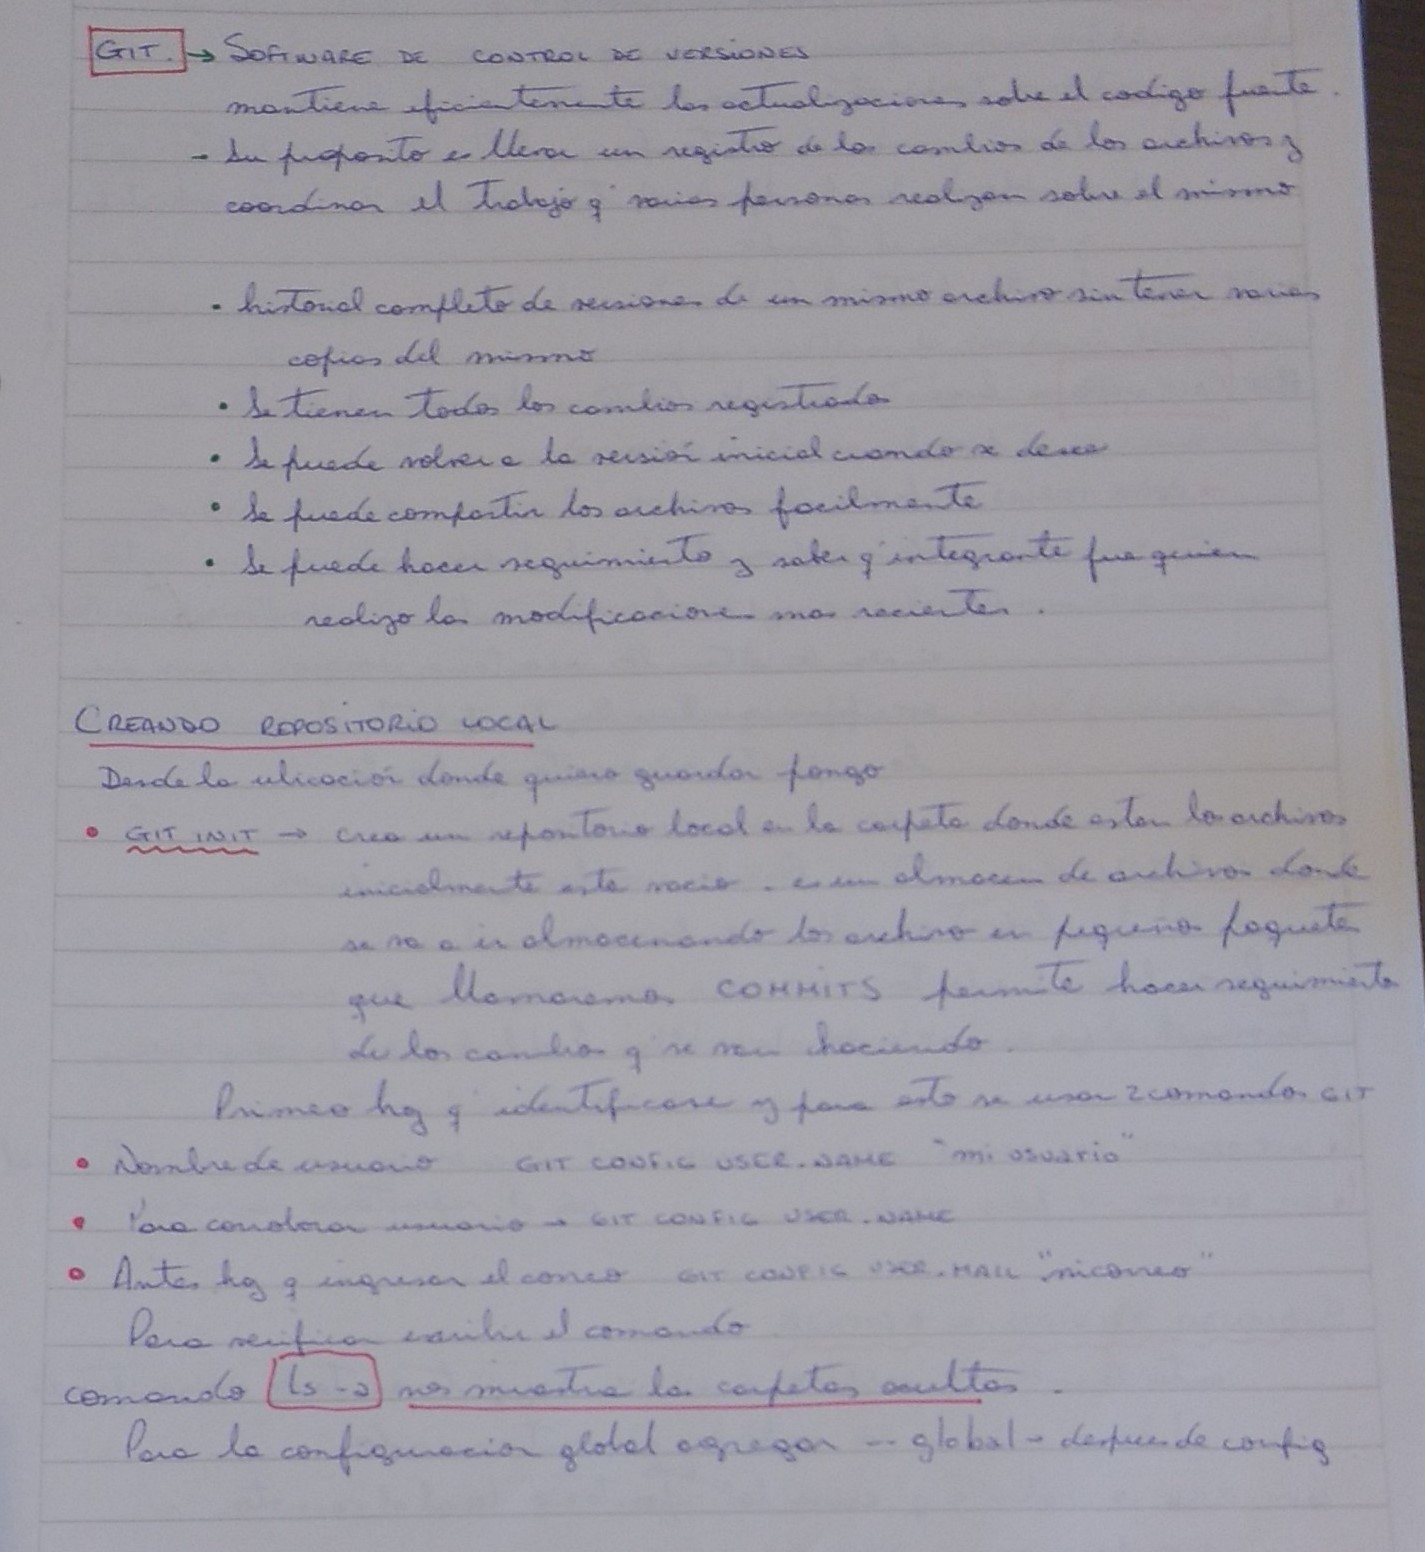 GIT. → SOFTWARE DE CONTROL DE VERSIONES
mantiene eficientemente las actualizaciones sobre el codigo fuente.
- Su proposito es llevar un registro de los cambios de los archivos y
coordinar el trabajo q' varias personas realizan sobre el mismo
• historial completo de versiones de un mismo archivo sin tener varias
copias del mismo
• Se tienen todos los cambios registrados
• Se puede volver a la versión inicial cuando se desee
• Se puede compartir los archivos facilmente
• Se puede hacer seguimiento y saber q' integrante fue quien
realizo las modificaciones mas recientes.
CREANDO REPOSITORIO LOCAL
Desde la ubicación donde quiero guardar pongo
• GIT INIT → crea un repositorio local en la carpeta donde estan los archivos
inicialmente esta vacio. es un almacen de archivos donde
se va a ir almacenando los archivo en pequeños paquetes
que llamaremos COMMITS permite hacer seguimiento
de los cambios q se van haciendo.
Primero hay q' identificarse y para esto se usan 2 comandos GIT
• Nombre de usuario GIT CONFIG USER.NAME "mi usuario"
• Para corroborar usuario → GIT CONFIG USER.NAME
• Antes hay q ingresar el correo GIT CONFIG USER.MAIL "micorreo"
Para verificar escribir el comando
comando ls -a nos muestra las carpetas ocultas.
Para la configuracion global agregar -- global → despues de config